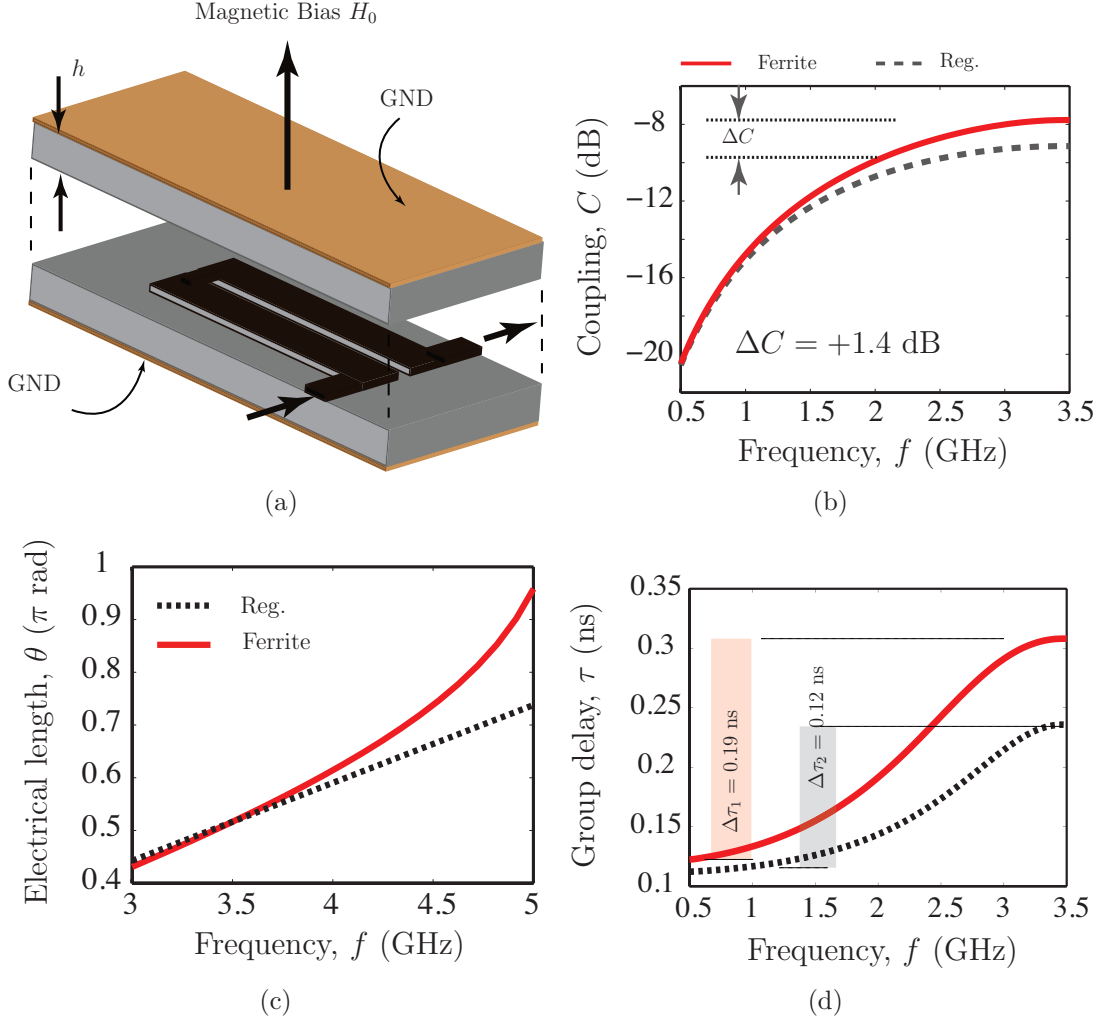 Magnetic Bias H₀
h
GND
GND
(a)
Ferrite
Reg.
Coupling, C (dB)
−8
−12
−16
−20
ΔC
ΔC = +1.4 dB
0.5
1
1.5
2
2.5
3
3.5
Frequency, f (GHz)
(b)
Electrical length, θ (π rad)
1
0.9
0.8
0.7
0.6
0.5
0.4
Reg.
Ferrite
3
3.5
4
4.5
5
Frequency, f (GHz)
(c)
Group delay, τ (ns)
0.35
0.3
0.25
0.2
0.15
0.1
Δτ₁ = 0.19 ns
Δτ₂ = 0.12 ns
0.5
1
1.5
2
2.5
3
3.5
Frequency, f (GHz)
(d)